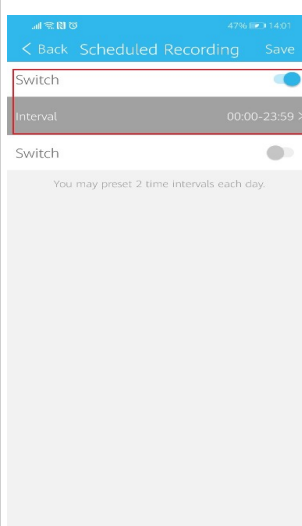 47% 14:01
< Back Scheduled Recording Save
Switch
Interval 00:00-23:59 >
Switch
You may preset 2 time intervals each day.